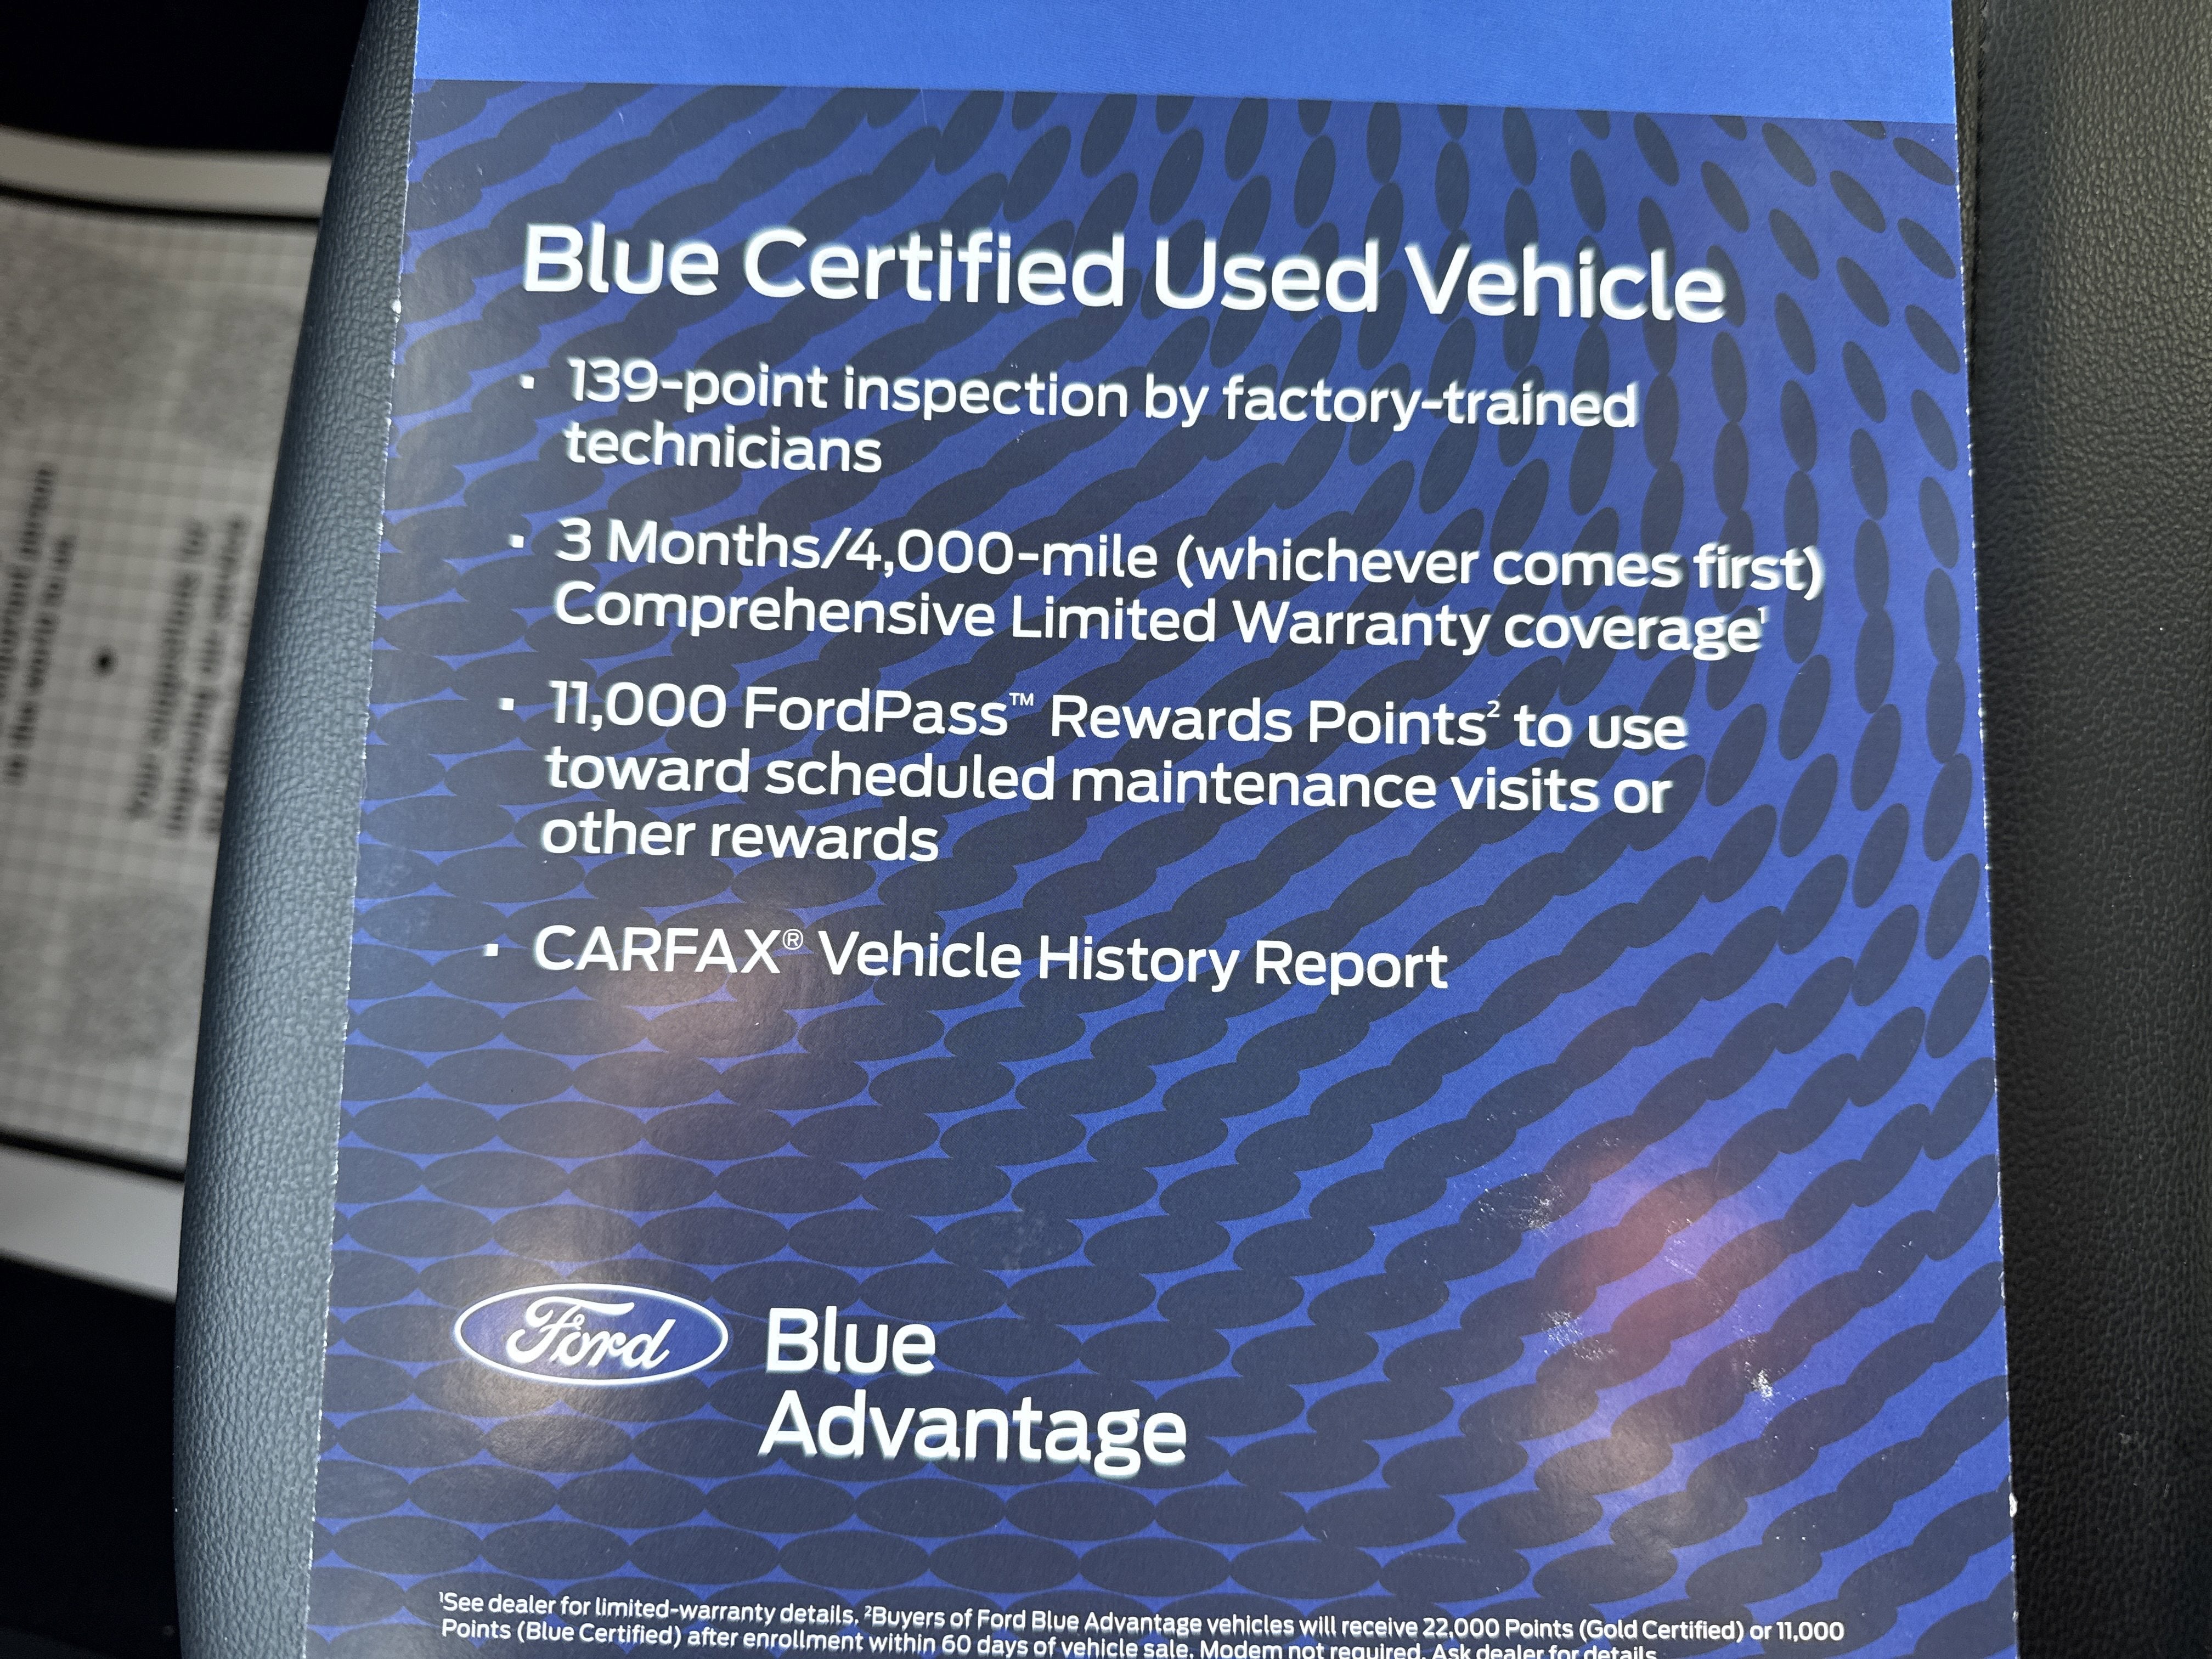 Blue Certified Used Vehicle
▪ 139-point inspection by factory-trained
technicians
▪ 3 Months/4,000-mile (whichever comes first)
Comprehensive Limited Warranty coverage¹
▪ 11,000 FordPass™ Rewards Points² to use
toward scheduled maintenance visits or
other rewards
▪ CARFAX® Vehicle History Report
Ford
Blue
Advantage
¹See dealer for limited-warranty details. ²Buyers of Ford Blue Advantage vehicles will receive 22,000 Points (Gold Certified) or 11,000
Points (Blue Certified) after enrollment within 60 days of vehicle sale. Modem not required. Ask dealer for details.